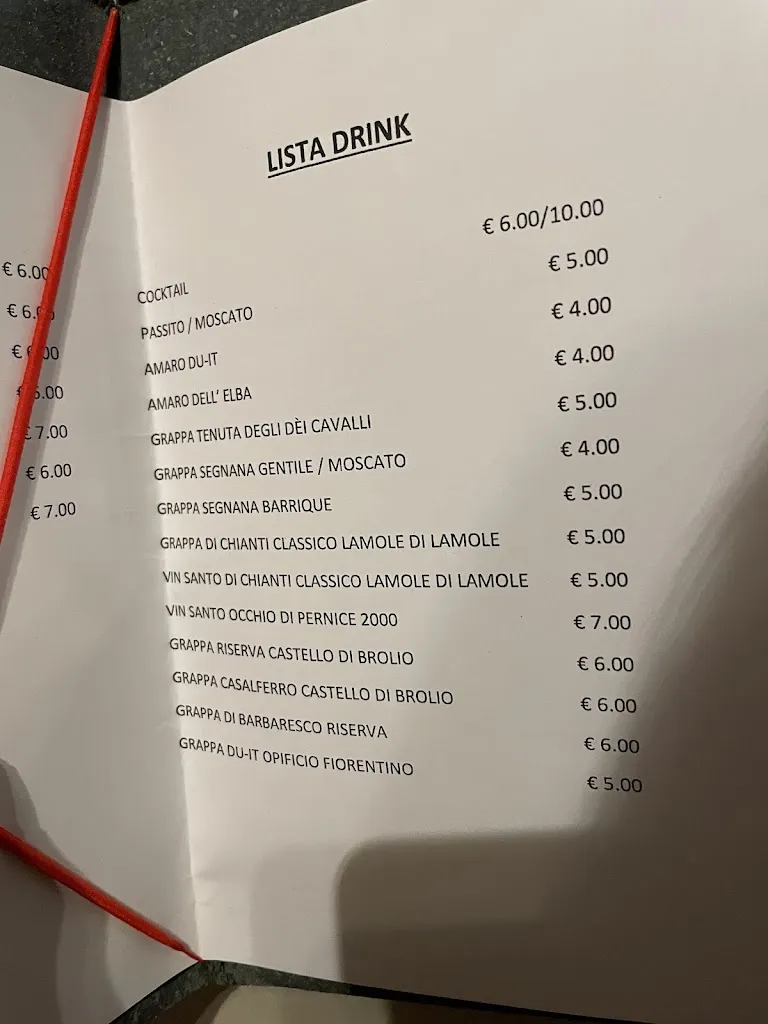 € 6.00
€ 7.00
€ 6.00
€ 7.00
LISTA DRINK
COCKTAIL € 6.00/10.00
PASSITO / MOSCATO € 5.00
AMARO DU-IT € 4.00
AMARO DELL' ELBA € 4.00
GRAPPA TENUTA DEGLI DÈI CAVALLI € 5.00
GRAPPA SEGNANA GENTILE / MOSCATO € 4.00
GRAPPA SEGNANA BARRIQUE € 5.00
GRAPPA DI CHIANTI CLASSICO LAMOLE DI LAMOLE € 5.00
VIN SANTO DI CHIANTI CLASSICO LAMOLE DI LAMOLE € 5.00
VIN SANTO OCCHIO DI PERNICE 2000 € 7.00
GRAPPA RISERVA CASTELLO DI BROLIO € 6.00
GRAPPA CASALFERRO CASTELLO DI BROLIO € 6.00
GRAPPA DI BARBARESCO RISERVA € 6.00
GRAPPA DU-IT OPIFICIO FIORENTINO € 5.00